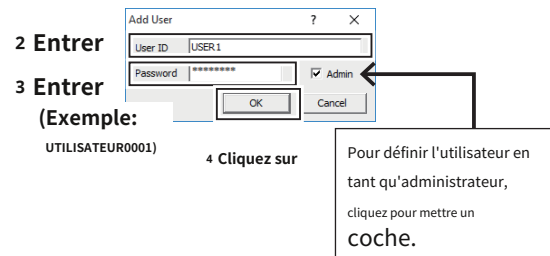 Add User ? ×
2 Entrer
User ID USER1
3 Entrer
Password ********
Admin
OK Cancel
(Exemple:
UTILISATEUR0001)
4 Cliquez sur
Pour définir l'utilisateur en
tant qu'administrateur,
cliquez pour mettre un
coche.